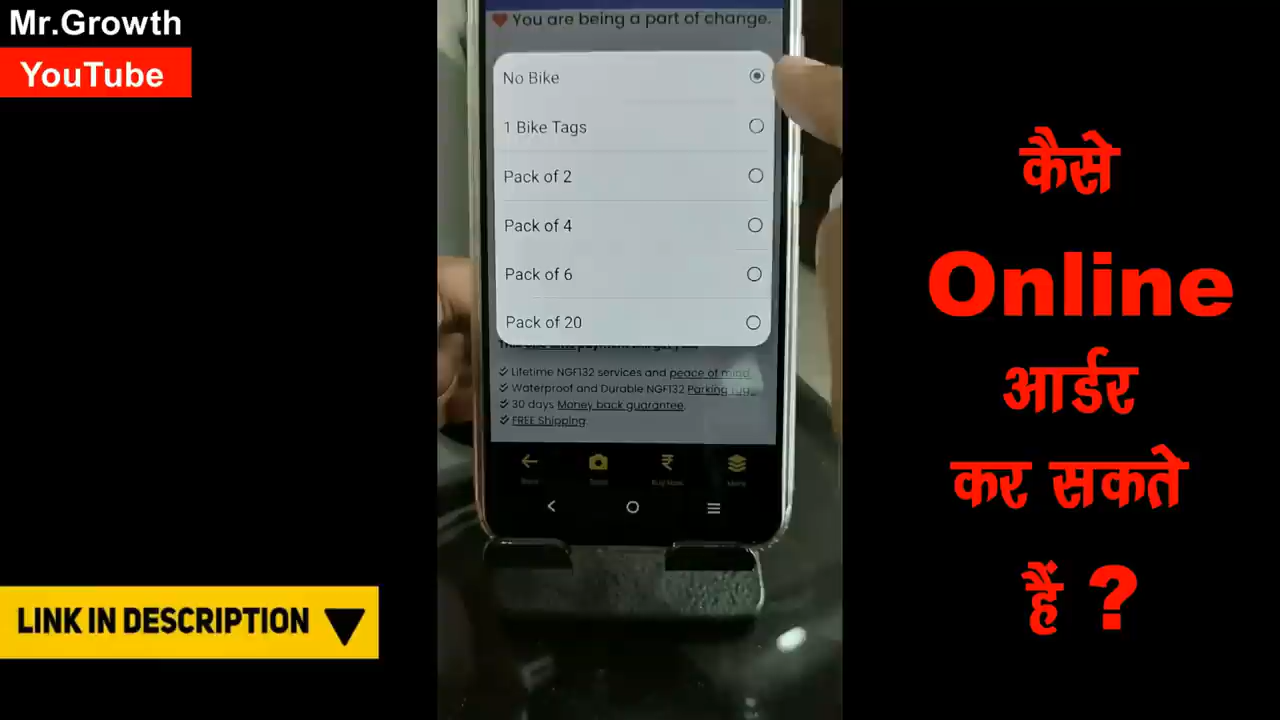 Mr.Growth
YouTube
You are being a part of change.
No Bike
1 Bike Tags
Pack of 2
Pack of 4
Pack of 6
Pack of 20
Lifetime NGF132 services and peace of mind
Waterproof and Durable NGF132 Parking
30 days Money back guarantee.
FREE Shipping
Buy Now
कैसे
Online
आर्डर
कर सकते
हैं ?
LINK IN DESCRIPTION